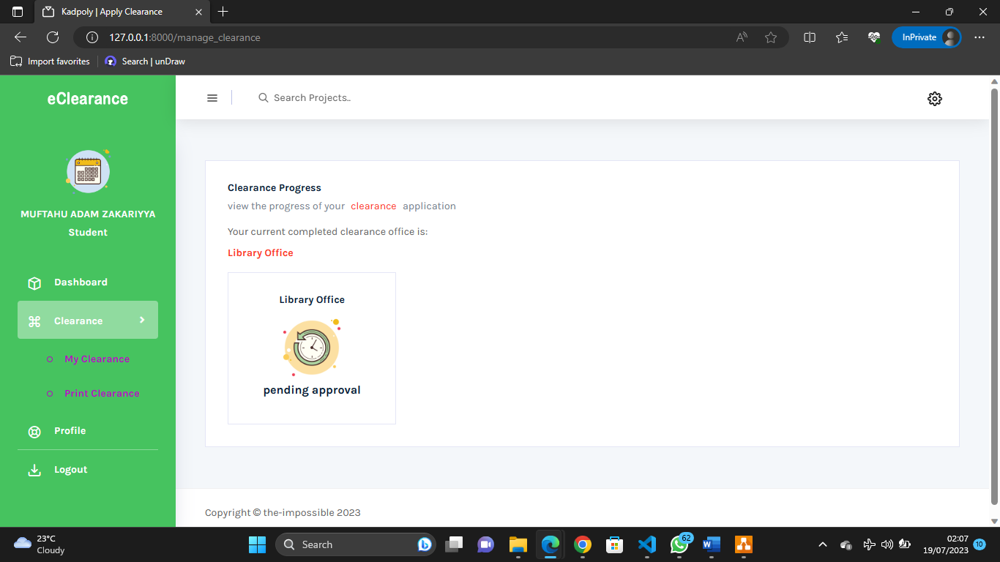 Kadpoly | Apply Clearance
127.0.0.1:8000/manage_clearance
InPrivate
Import favorites
Search | unDraw
eClearance
Search Projects..
MUFTAHU ADAM ZAKARIYYA
Student
Dashboard
Clearance
My Clearance
Print Clearance
Profile
Logout
Clearance Progress
view the progress of your clearance application
Your current completed clearance office is:
Library Office
Library Office
pending approval
Copyright © the-impossible 2023
23°C
Cloudy
Search
62
02:07
19/07/2023
10